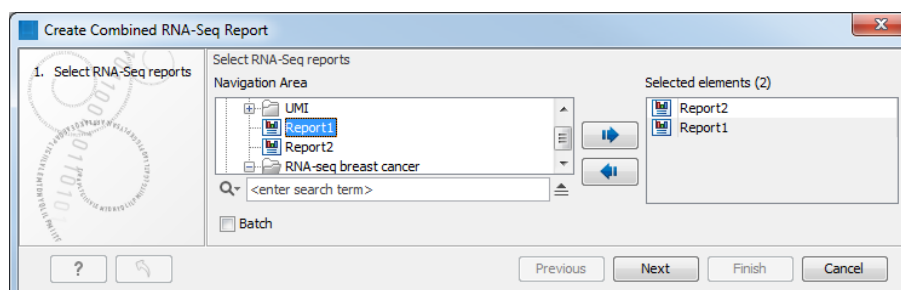 Create Combined RNA-Seq Report
1. Select RNA-Seq reports
Select RNA-Seq reports
Navigation Area
UMI
Report1
Report2
RNA-seq breast cancer
<enter search term>
Batch
Selected elements (2)
Report2
Report1
?
Previous
Next
Finish
Cancel